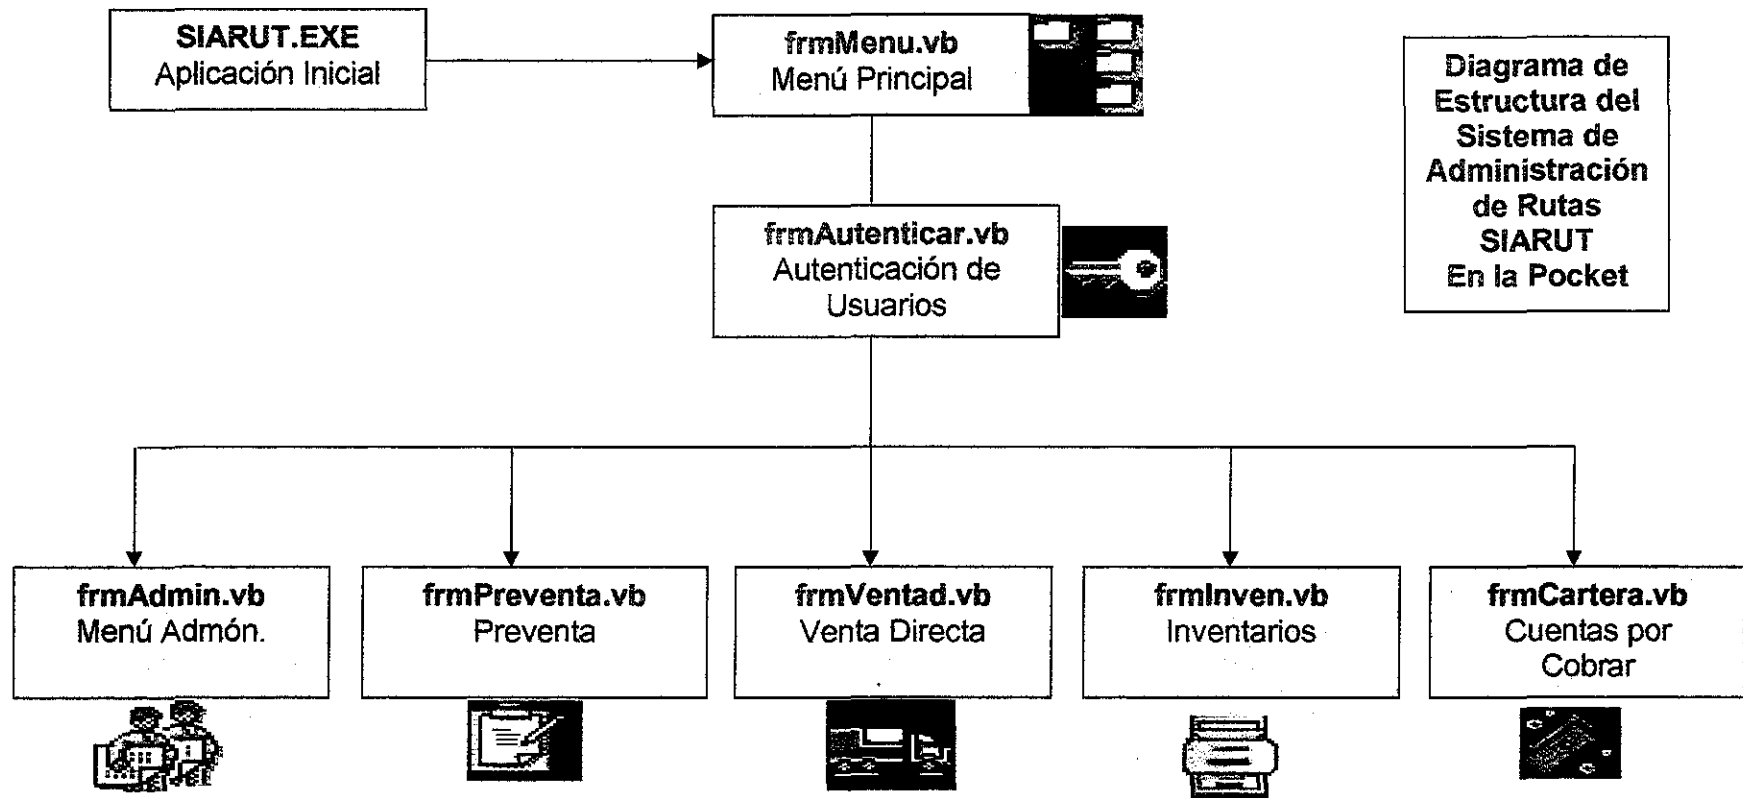 SIARUT.EXE
Aplicación Inicial
frmMenu.vb
Menú Principal
Diagrama de
Estructura del
Sistema de
Administración
de Rutas
SIARUT
En la Pocket
frmAutenticar.vb
Autenticación de
Usuarios
frmAdmin.vb
Menú Admón.
frmPreventa.vb
Preventa
frmVentad.vb
Venta Directa
frmInven.vb
Inventarios
frmCartera.vb
Cuentas por
Cobrar